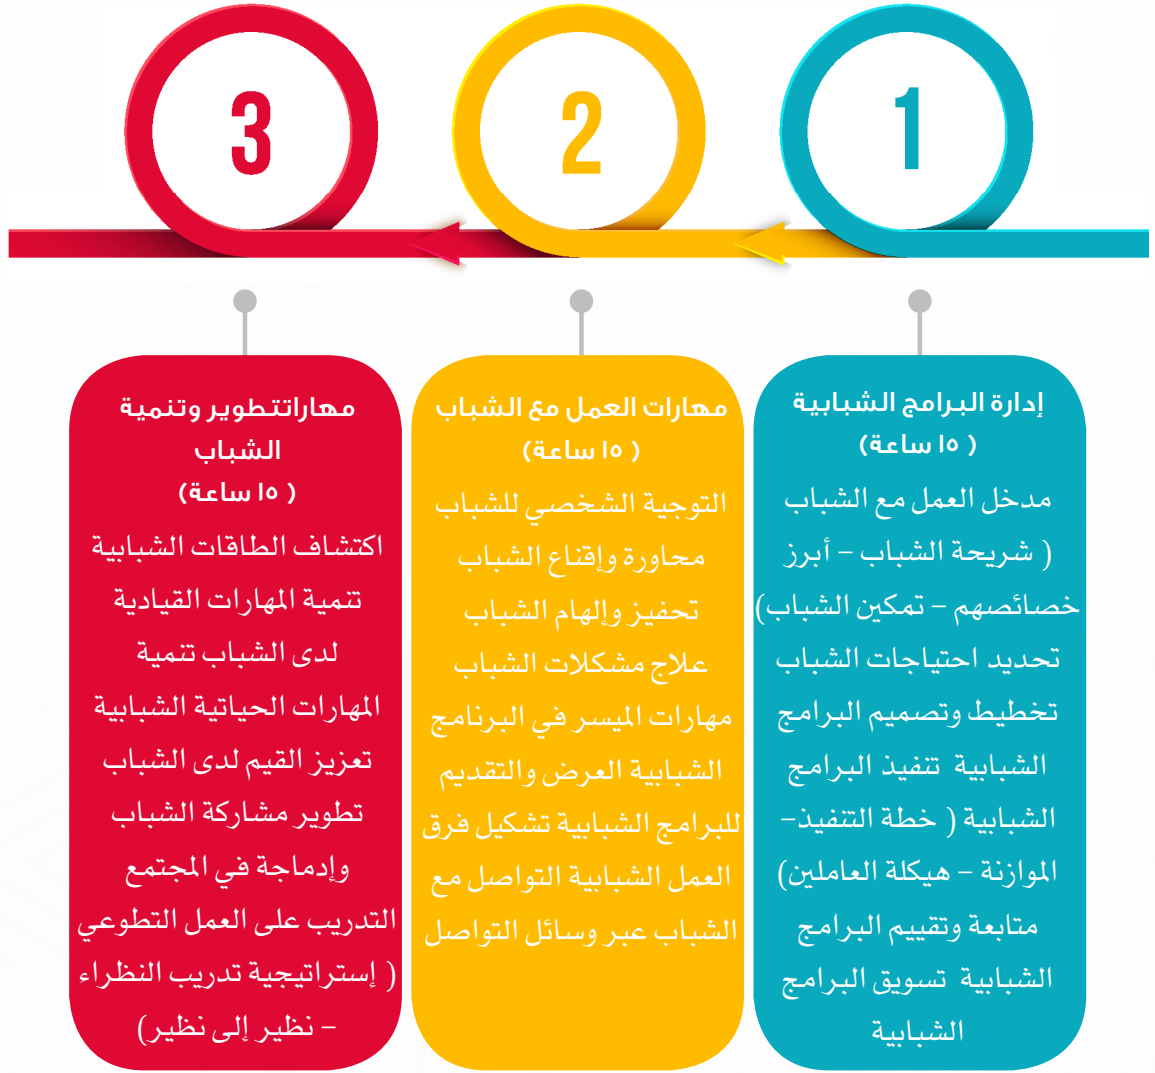 1
2
3
إدارة البرامج الشبابية
( ١٥ ساعة)
مدخل العمل مع الشباب
( شريحة الشباب – أبرز
خصائصهم – تمكين الشباب)
تحديد احتياجات الشباب
تخطيط وتصميم البرامج
الشبابية تنفيذ البرامج
الشبابية ( خطة التنفيذ–
الموازنة – هيكلة العاملين)
متابعة وتقييم البرامج
الشبابية تسويق البرامج
الشبابية
مهارات العمل مع الشباب
( ١٥ ساعة)
التوجية الشخصي للشباب
محاورة وإقناع الشباب
تحفيز وإلهام الشباب
علاج مشكلات الشباب
مهارات الميسر في البرنامج
الشبابية العرض والتقديم
للبرامج الشبابية تشكيل فرق
العمل الشبابية التواصل مع
الشباب عبر وسائل التواصل
مهاراتتطوير وتنمية
الشباب
( ١٥ ساعة)
اكتشاف الطاقات الشبابية
تنمية المهارات القيادية
لدى الشباب تنمية
المهارات الحياتية الشبابية
تعزيز القيم لدى الشباب
تطوير مشاركة الشباب
وإدماجة في المجتمع
التدريب على العمل التطوعي
( إستراتيجية تدريب النظراء
– نظير إلى نظير)